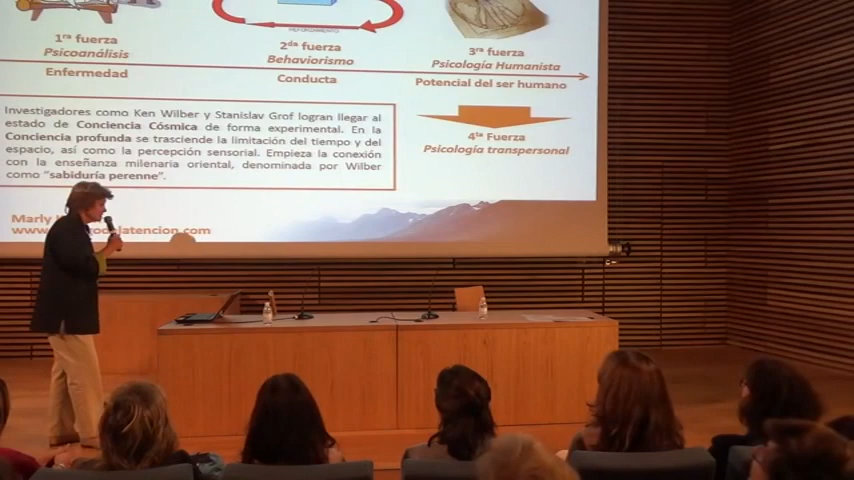 REFORZAMIENTO
1ra fuerza
Psicoanálisis
2da fuerza
Behaviorismo
3ra fuerza
Psicología Humanista
Enfermedad
Conducta
Potencial del ser humano
Investigadores como Ken Wilber y Stanislav Grof logran llegar al
estado de Conciencia Cósmica de forma experimental. En la
Conciencia profunda se trasciende la limitación del tiempo y del
espacio, así como la percepción sensorial. Empieza la conexión
con la enseñanza milenaria oriental, denominada por Wilber
como "sabiduría perenne".
4ta Fuerza
Psicología transpersonal
Marly
www.
latencion.com